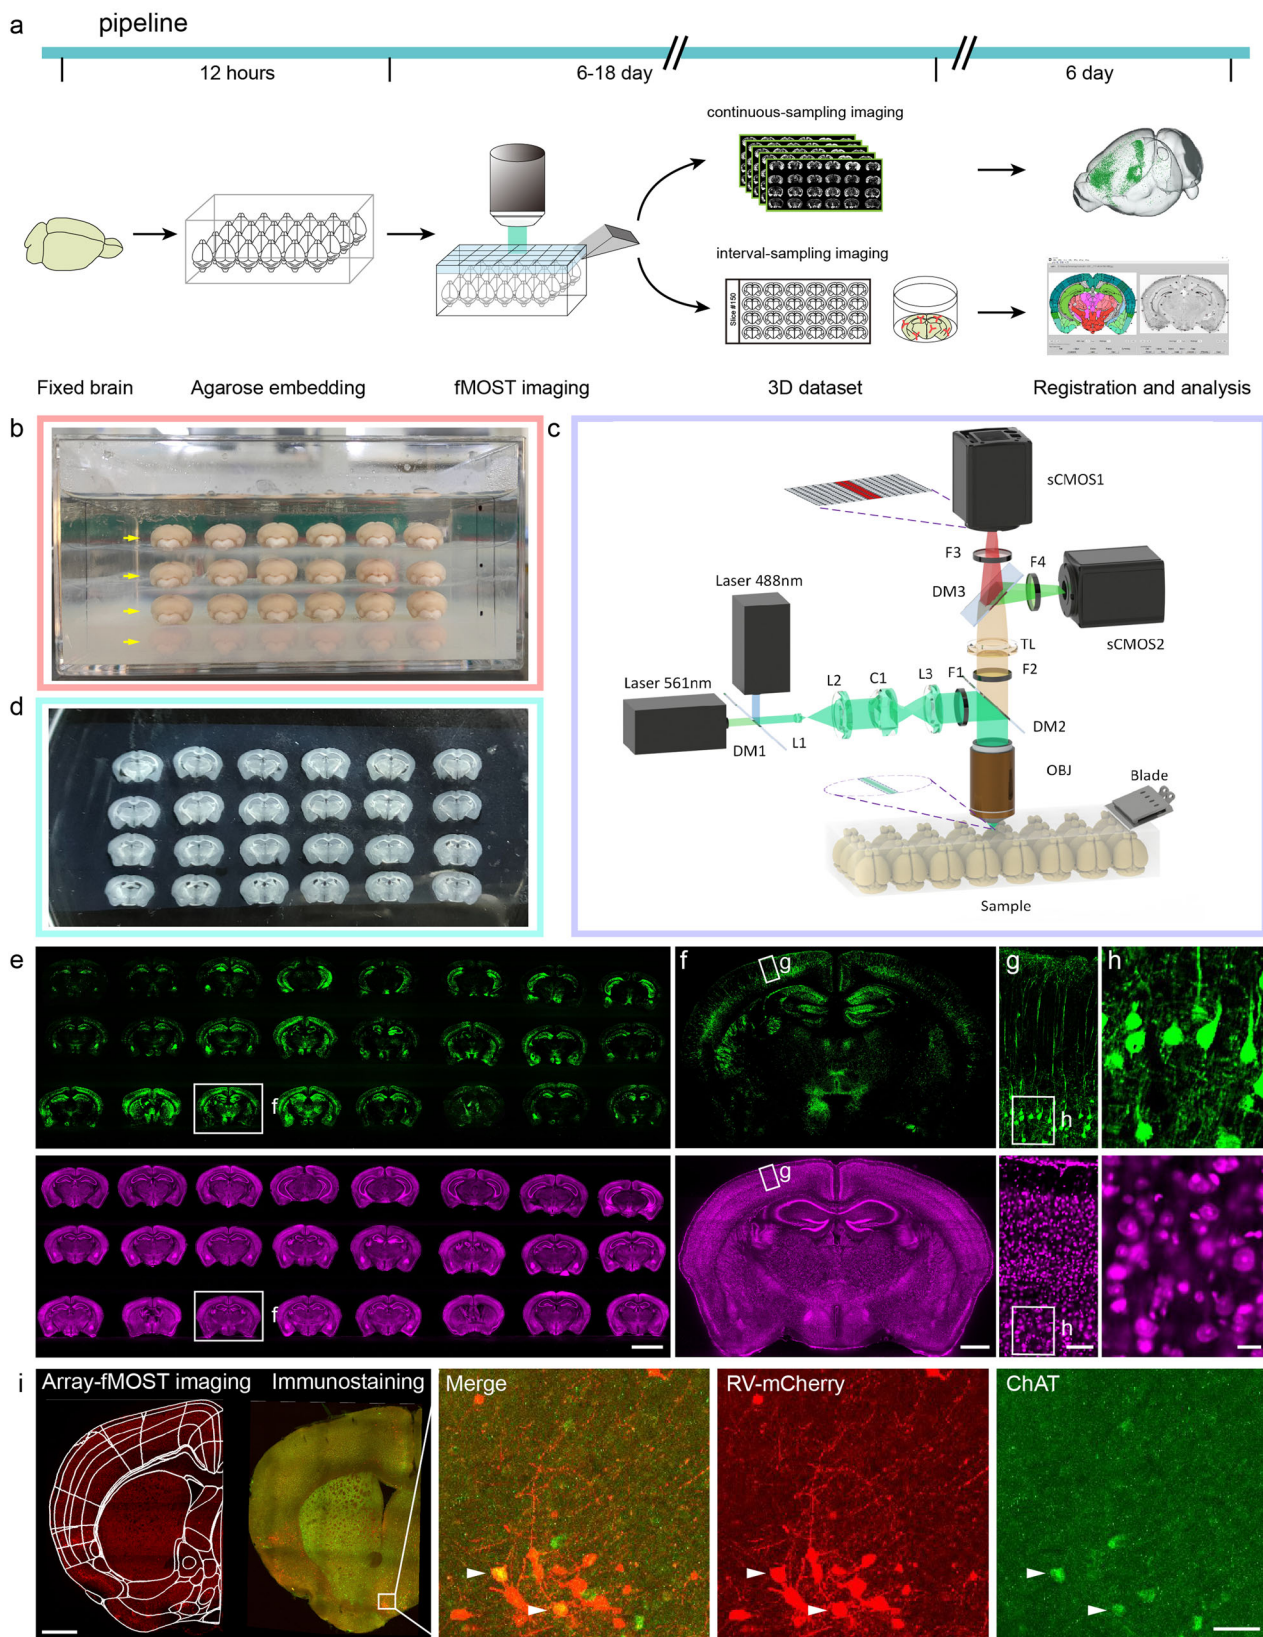 a
pipeline
12 hours
6-18 day
6 day
continuous-sampling imaging
interval-sampling imaging
Slice #150
Fixed brain
Agarose embedding
fMOST imaging
3D dataset
Registration and analysis
b
c
sCMOS1
F3
F4
Laser 488nm
DM3
sCMOS2
TL
F2
Laser 561nm
L2
C1
L3
F1
DM1
L1
DM2
OBJ
Blade
Sample
d
e
f
f
f
g
g
h
g
h
h
i
Array-fMOST imaging
Immunostaining
Merge
RV-mCherry
ChAT